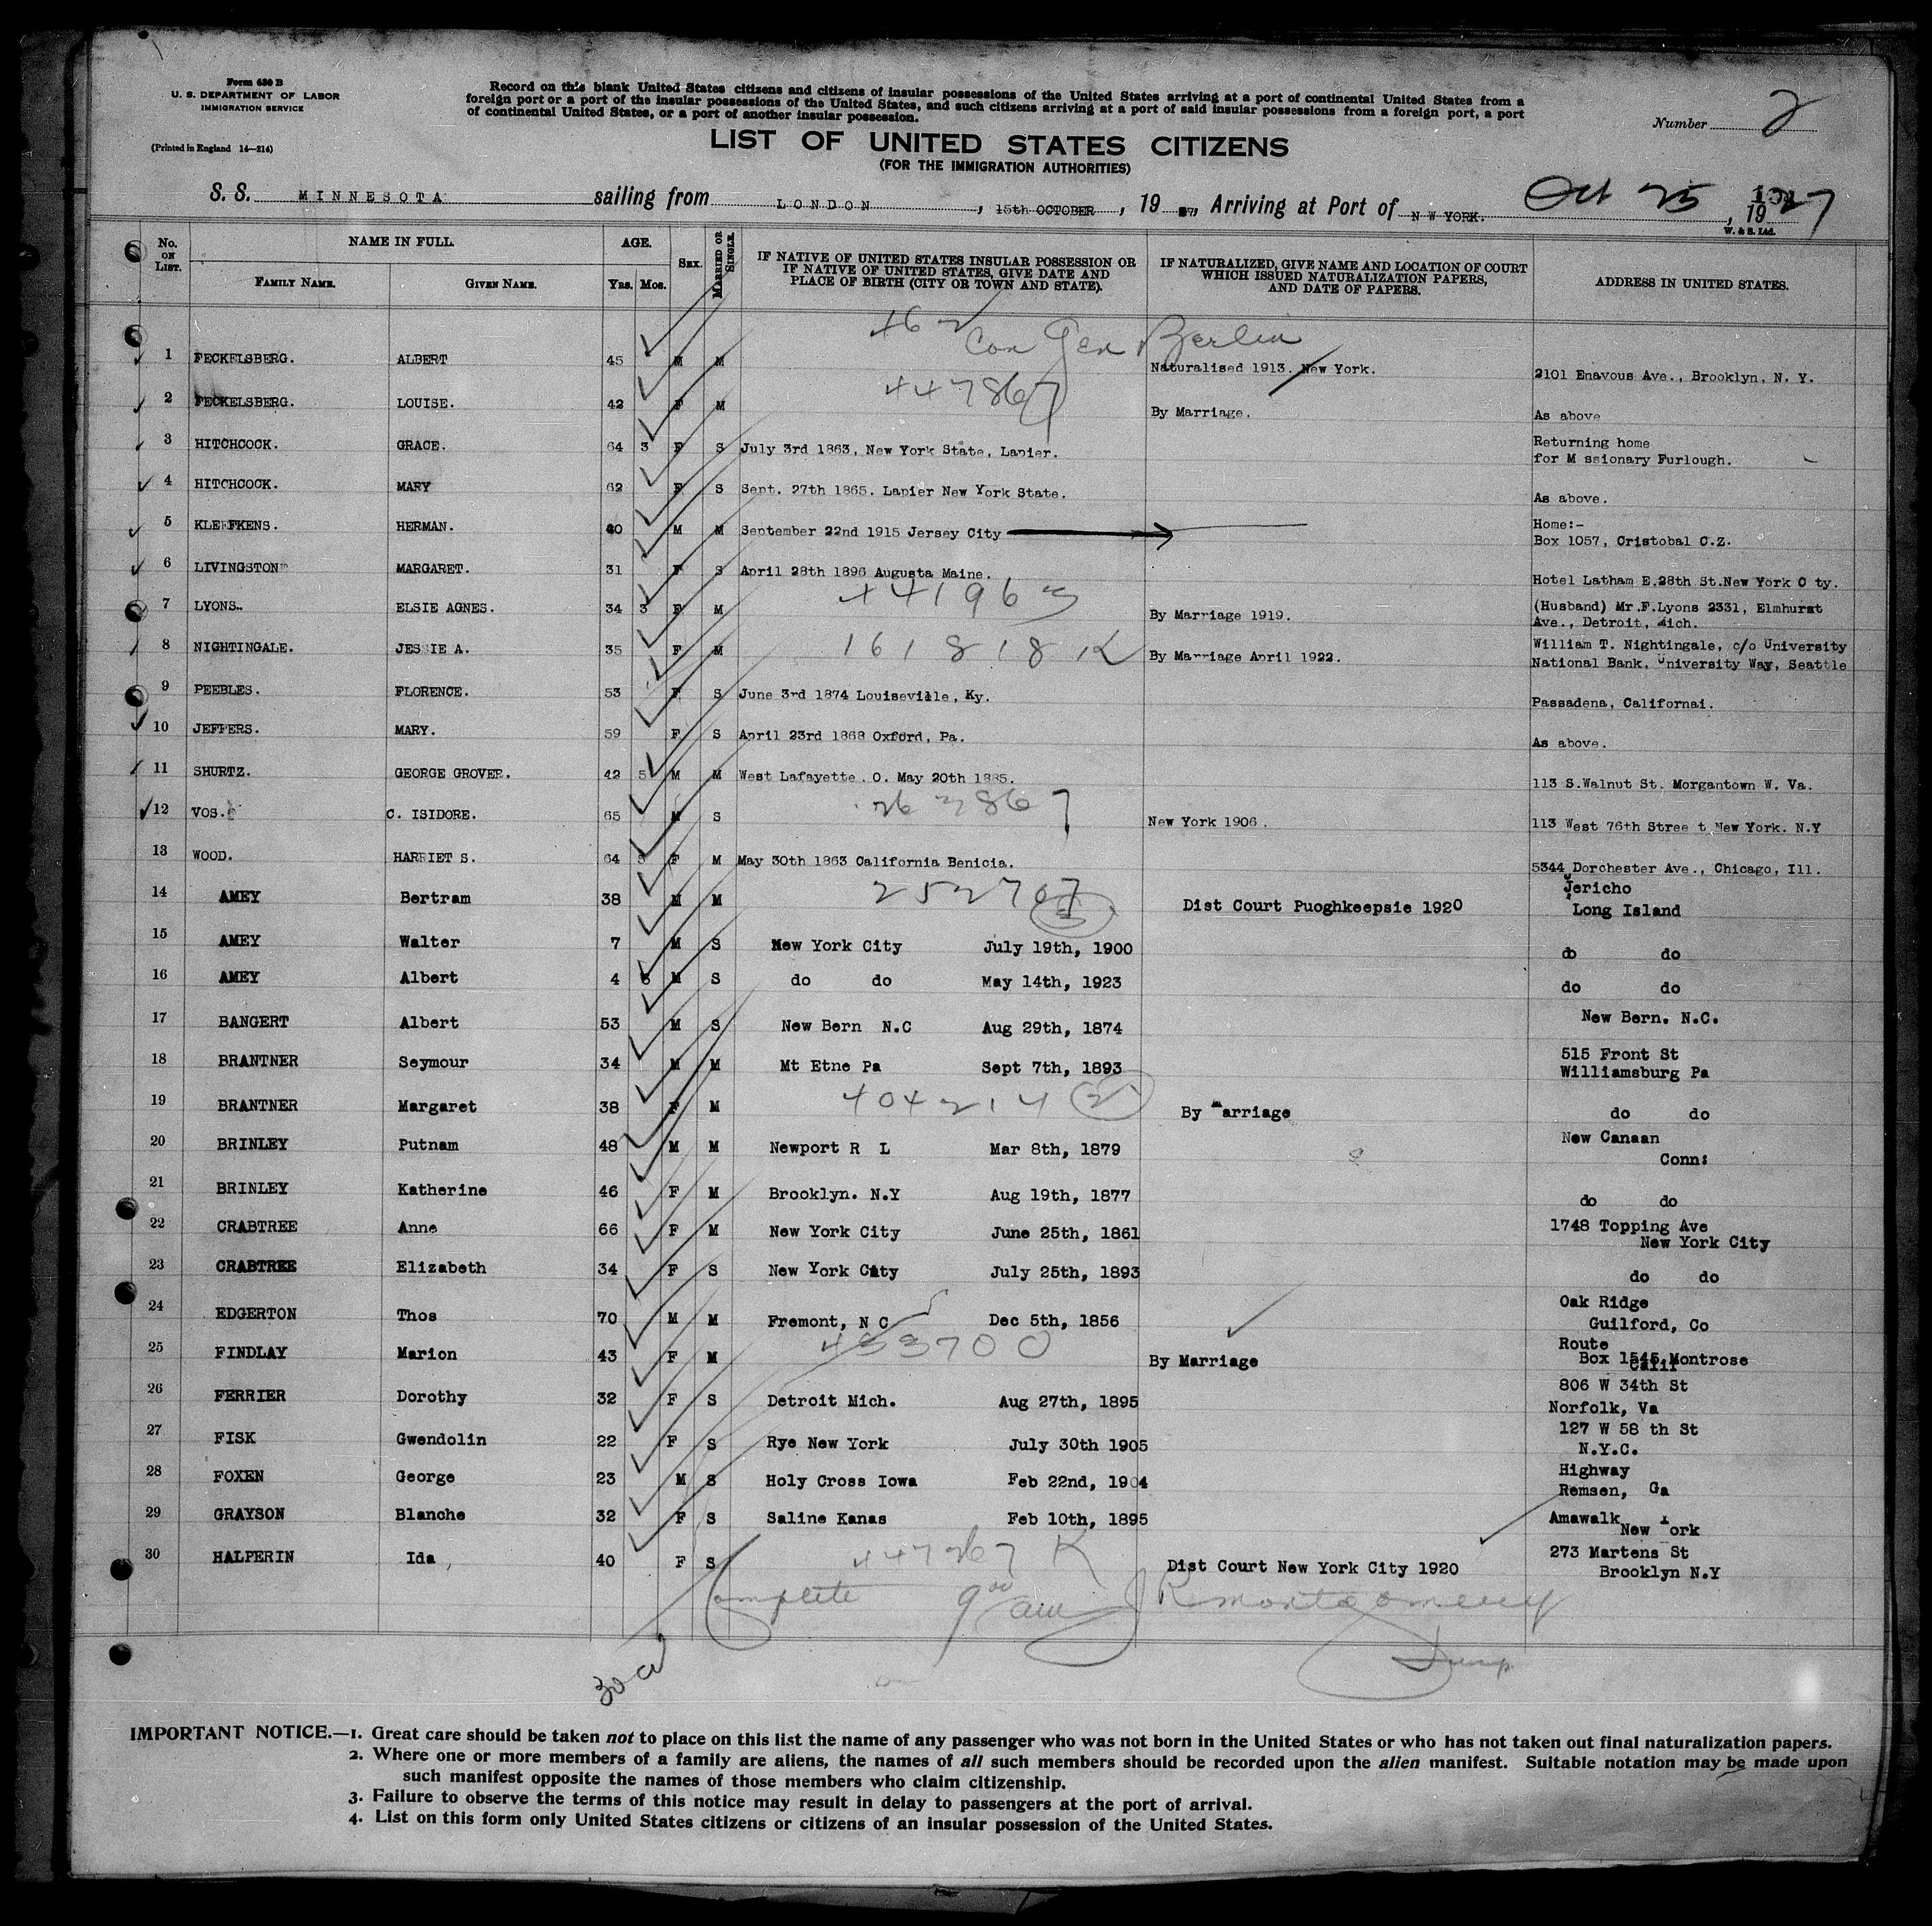 Form 630 B
U. S. DEPARTMENT OF LABOR
IMMIGRATION SERVICE
(Printed in England 14—214)
Record on this blank United States citizens and citizens of insular possessions of the United States arriving at a port of continental United States from a
foreign port or a port of the insular possessions of the United States, and such citizens arriving at a port of said insular possessions from a foreign port, a port
of continental United States, or a port of another insular possession.
Number 2
LIST OF UNITED STATES CITIZENS
(FOR THE IMMIGRATION AUTHORITIES)
S. S. MINNESOTA sailing from LONDON , 15th OCTOBER , 19 27, Arriving at Port of N W YORK. Oct 25 , 1927
W. & S. Ltd.
No. ON LIST. NAME IN FULL. AGE. SEX. MARRIED OR SINGLE. IF NATIVE OF UNITED STATES INSULAR POSSESSION OR IF NATIVE OF UNITED STATES, GIVE DATE AND PLACE OF BIRTH (CITY OR TOWN AND STATE). IF NATURALIZED, GIVE NAME AND LOCATION OF COURT WHICH ISSUED NATURALIZATION PAPERS, AND DATE OF PAPERS. ADDRESS IN UNITED STATES.
FAMILY NAME. GIVEN NAME. Yrs. Mos.
462
Con Gen Berlin
1 FECKELSBERG. ALBERT 45 M M Naturalised 1913. New York. 2101 Enavous Ave., Brooklyn, N. Y.
447867
2 FECKELSBERG. LOUISE. 42 F M By Marriage. As above
3 HITCHCOCK. GRACE. 64 3 F S July 3rd 1863, New York State, Lapier. Returning home
for M ssionary Furlough.
4 HITCHCOCK. MARY 62 F S Sept. 27th 1865. Lapier New York State. As above.
5 KLEFKENS. HERMAN. 40 M M September 22nd 1915 Jersey City Home:-
Box 1057, Cristobal C.Z.
6 LIVINGSTON MARGARET. 31 F S April 28th 1896 Augusta Maine. Hotel Latham E.28th St.New York C ty.
441963
7 LYONS. ELSIE AGNES. 34 3 F M By Marriage 1919. (Husband) Mr.F.Lyons 2331, Elmhurst
Ave., Detroit, Mich.
161818 K
8 NIGHTINGALE. JESSIE A. 35 F M By Marriage April 1922. William T. Nightingale, c/o University
National Bank, University Way, Seattle
9 PEEBLES. FLORENCE. 53 F S June 3rd 1874 Louiseville, Ky. Passadena, Californai.
10 JEFFERS. MARY. 59 F S April 23rd 1868 Oxford, Pa. As above.
11 SHURTZ. GEORGE GROVER. 42 5 M M West Lafayette. O. May 20th 1885. 113 S.Walnut St. Morgantown W. Va.
263867
12 VOS. C. ISIDORE. 65 M S New York 1906. 113 West 76th Stree t New York. N.Y
13 WOOD. HARRIET S. 64 5 F M May 30th 1863 California Benicia. 5344 Dorchester Ave., Chicago, Ill.
252707
14 AMEY Bertram 38 M M Dist Court Puoghkeepsie 1920 Jericho
Long Island
15 AMEY Walter 7 M S New York City July 19th, 1900 do do
16 AMEY Albert 4 5 M S do do May 14th, 1923 do do
17 BANGERT Albert 53 M S New Bern N.C Aug 29th, 1874 New Bern. N.C.
18 BRANTNER Seymour 34 M M Mt Etne Pa Sept 7th, 1893 515 Front St
Williamsburg Pa
404214 2
19 BRANTNER Margaret 38 F M By Marriage do do
20 BRINLEY Putnam 48 M M Newport R L Mar 8th, 1879 New Canaan
Conn:
21 BRINLEY Katherine 46 F M Brooklyn. N.Y Aug 19th, 1877 do do
22 CRABTREE Anne 66 F M New York City June 25th, 1861 1748 Topping Ave
New York City
23 CRABTREE Elizabeth 34 F S New York City July 25th, 1893 do do
24 EDGERTON Thos 70 M M Fremont, N C Dec 5th, 1856 Oak Ridge
Guilford, Co
433700
25 FINDLAY Marion 43 F M By Marriage Route
Box 1545 Montrose
Calif
26 FERRIER Dorothy 32 F S Detroit Mich. Aug 27th, 1895 806 W 34th St
Norfolk, Va
27 FISK Gwendolin 22 F S Rye New York July 30th 1905 127 W 58 th St
N.Y.C.
28 FOXEN George 23 M S Holy Cross Iowa Feb 22nd, 1904 Highway
Remsen, Ga
29 GRAYSON Blanche 32 F S Saline Kanas Feb 10th, 1895 Amawalk
New York
447267 K
30 HALPERIN Ida 40 F S Dist Court New York City 1920 273 Martens St
Brooklyn N.Y
Complete 9 00 am J R Montgomery
Insp
IMPORTANT NOTICE.—1. Great care should be taken not to place on this list the name of any passenger who was not born in the United States or who has not taken out final naturalization papers.
2. Where one or more members of a family are aliens, the names of all such members should be recorded upon the alien manifest. Suitable notation may be made upon
such manifest opposite the names of those members who claim citizenship.
3. Failure to observe the terms of this notice may result in delay to passengers at the port of arrival.
4. List on this form only United States citizens or citizens of an insular possession of the United States.